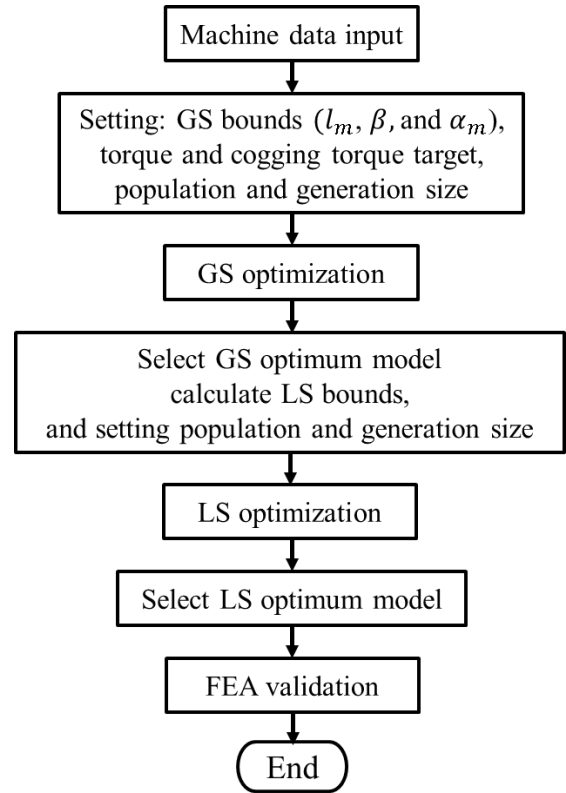 Machine data input
Setting: GS bounds (l_m, β, and α_m),
torque and cogging torque target,
population and generation size
GS optimization
Select GS optimum model
calculate LS bounds,
and setting population and generation size
LS optimization
Select LS optimum model
FEA validation
End